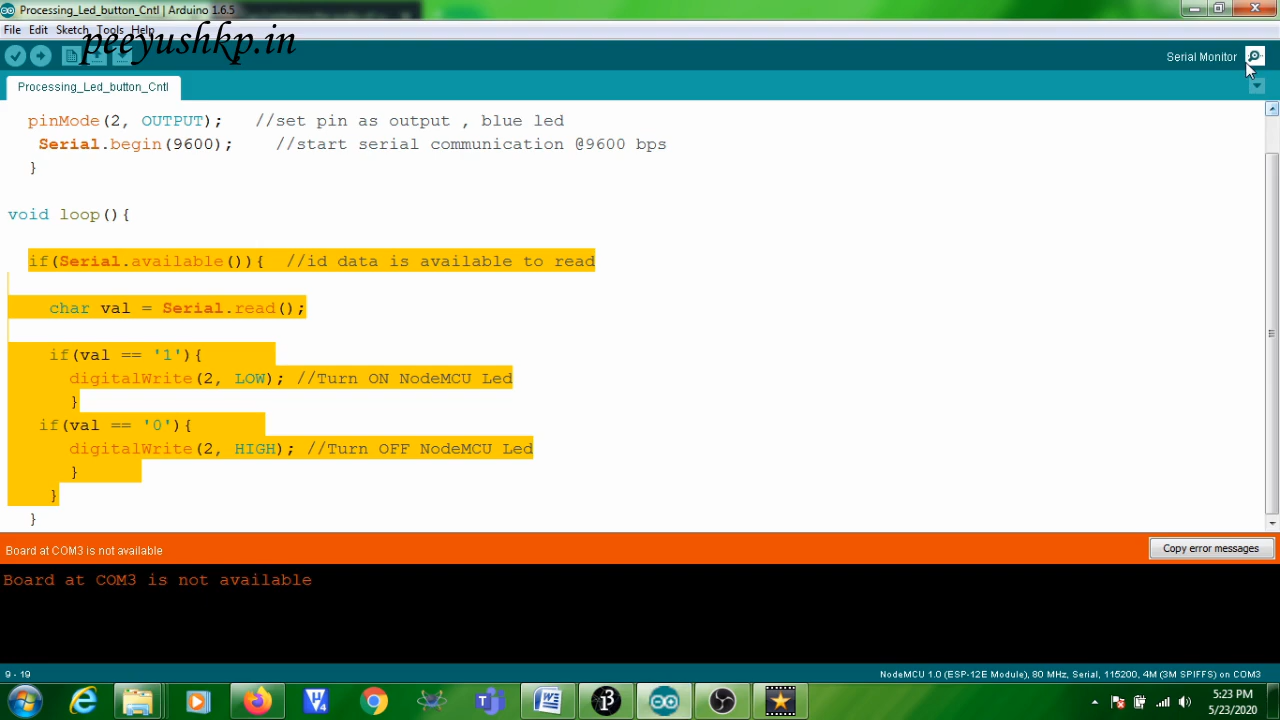 Processing_Led_button_Cntl | Arduino 1.6.5
File Edit Sketch Tools Help
peeyushkp.in
Serial Monitor
Processing_Led_button_Cntl
pinMode(2, OUTPUT); //set pin as output , blue led
Serial.begin(9600); //start serial communication @9600 bps
}
void loop(){
if(Serial.available()){ //id data is available to read
char val = Serial.read();
if(val == '1'){
digitalWrite(2, LOW); //Turn ON NodeMCU Led
}
if(val == '0'){
digitalWrite(2, HIGH); //Turn OFF NodeMCU Led
}
}
}
Board at COM3 is not available
Copy error messages
Board at COM3 is not available
9 - 19
NodeMCU 1.0 (ESP-12E Module), 80 MHz, Serial, 115200, 4M (3M SPIFFS) on COM3
5:23 PM
5/23/2020